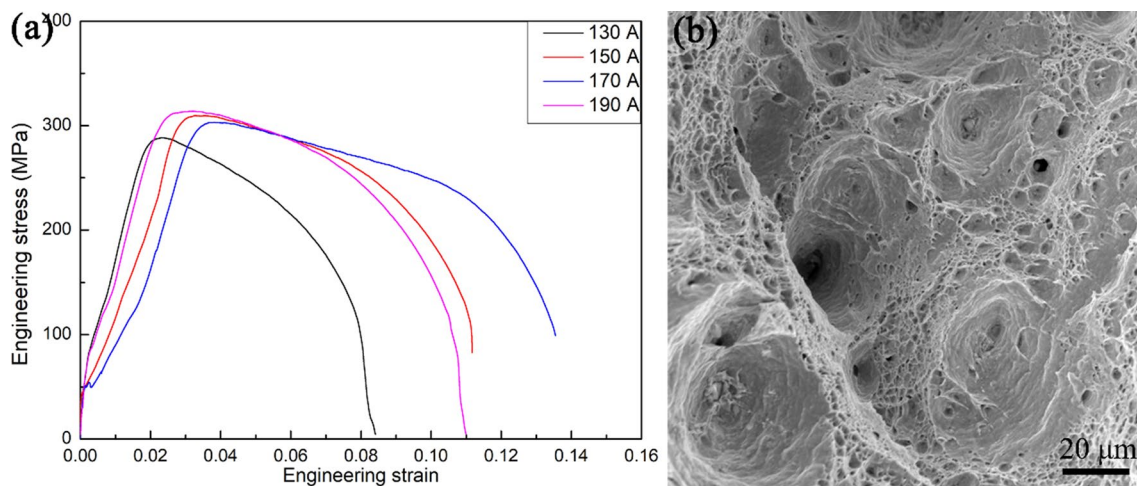 (a)
400
300
200
100
0
Engineering stress (MPa)
130 A
150 A
170 A
190 A
0.00 0.02 0.04 0.06 0.08 0.10 0.12 0.14 0.16
Engineering strain
(b)
20 μm